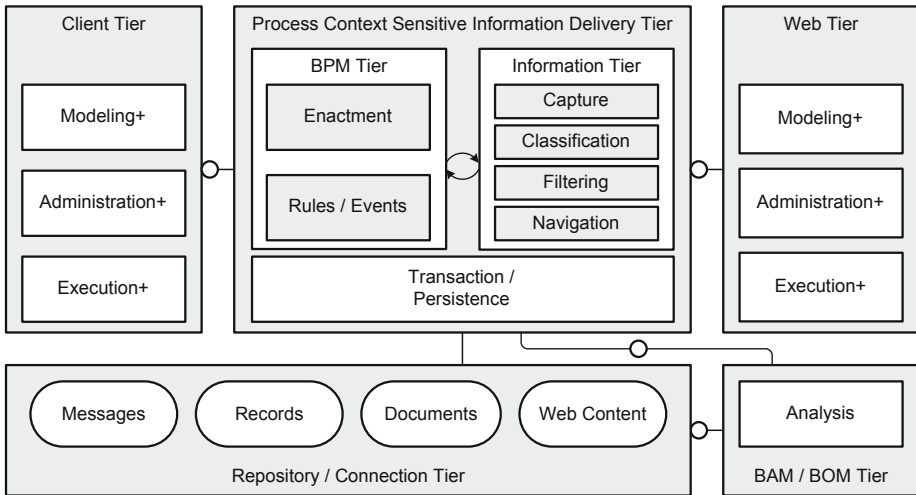 Client Tier
Modeling+
Administration+
Execution+
Process Context Sensitive Information Delivery Tier
BPM Tier
Enactment
Rules / Events
Information Tier
Capture
Classification
Filtering
Navigation
Transaction /
Persistence
Web Tier
Modeling+
Administration+
Execution+
Messages
Records
Documents
Web Content
Repository / Connection Tier
Analysis
BAM / BOM Tier